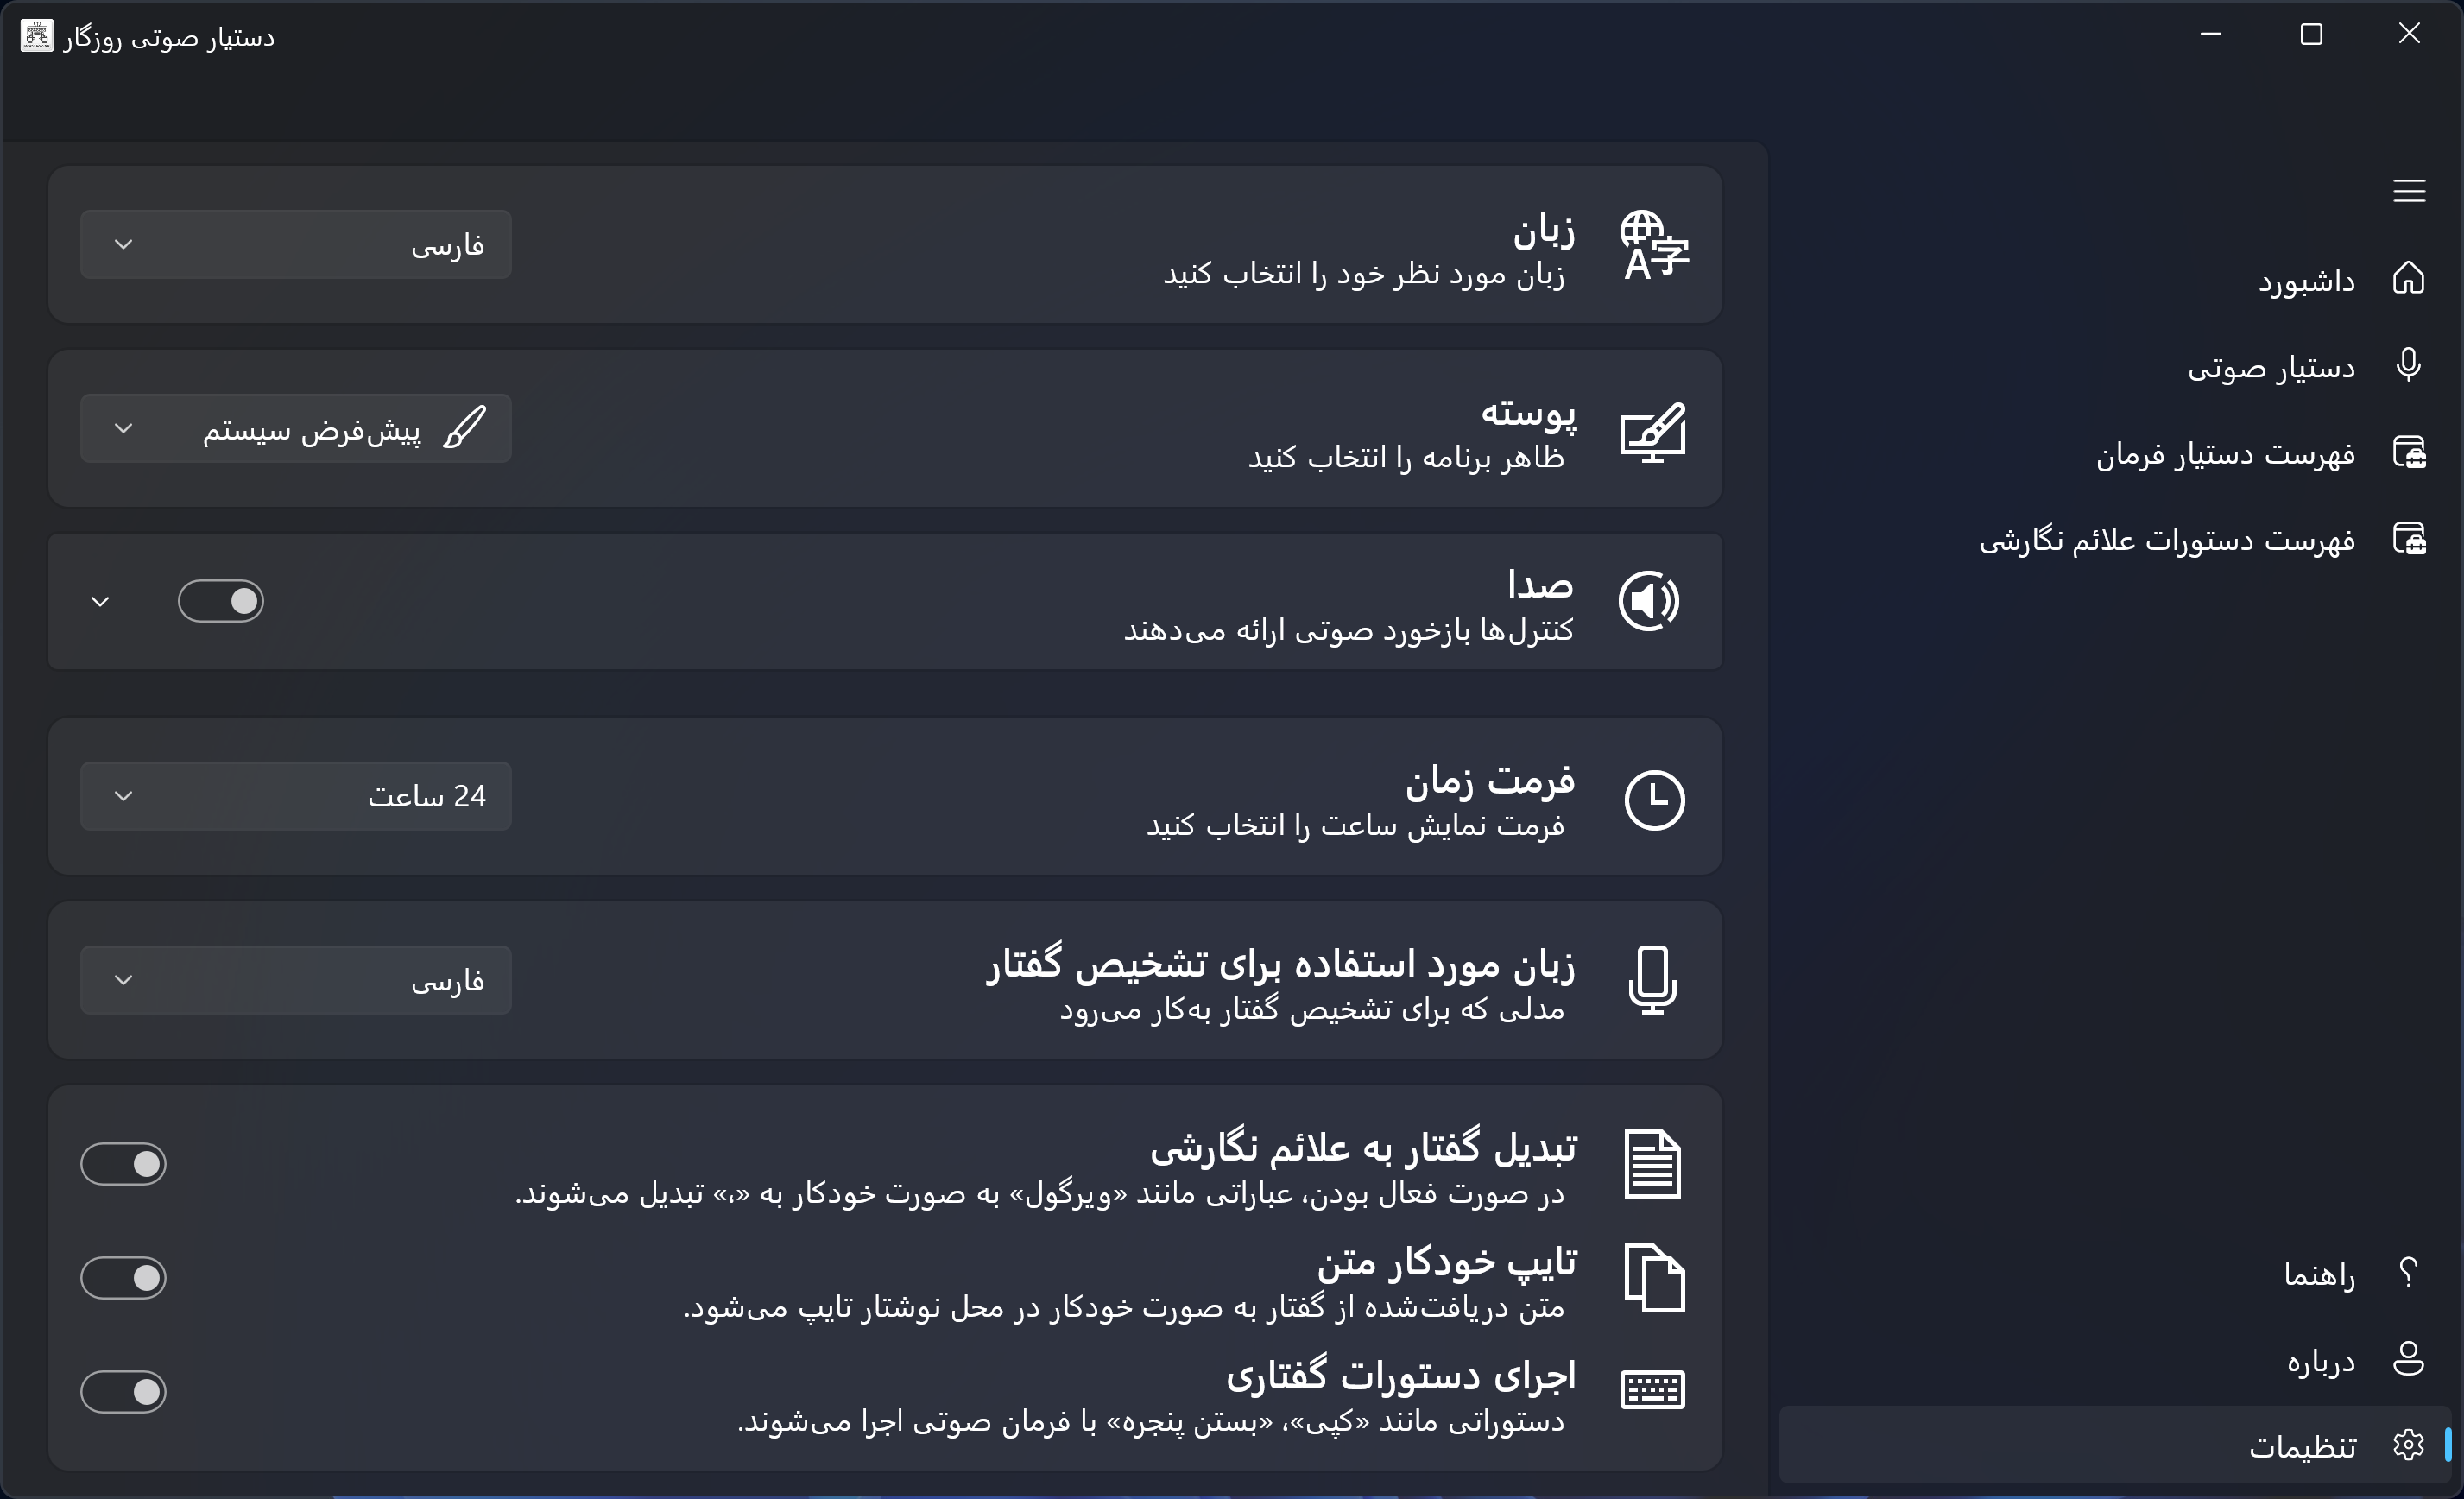 دستیار صوتی روزگار
داشبورد
دستیار صوتی
فهرست دستیار فرمان
فهرست دستورات علائم نگارشی
زبان
زبان مورد نظر خود را انتخاب کنید
فارسی
پوسته
ظاهر برنامه را انتخاب کنید
پیش‌فرض سیستم
صدا
کنترل‌ها بازخورد صوتی ارائه می‌دهند
فرمت زمان
فرمت نمایش ساعت را انتخاب کنید
24 ساعت
زبان مورد استفاده برای تشخیص گفتار
مدلی که برای تشخیص گفتار به‌کار می‌رود
فارسی
تبدیل گفتار به علائم نگارشی
در صورت فعال بودن، عباراتی مانند «ویرگول» به صورت خودکار به «،» تبدیل می‌شوند.
تایپ خودکار متن
متن دریافت‌شده از گفتار به صورت خودکار در محل نوشتار تایپ می‌شود.
اجرای دستورات گفتاری
دستوراتی مانند «کپی»، «بستن پنجره» با فرمان صوتی اجرا می‌شوند.
راهنما
درباره
تنظیمات